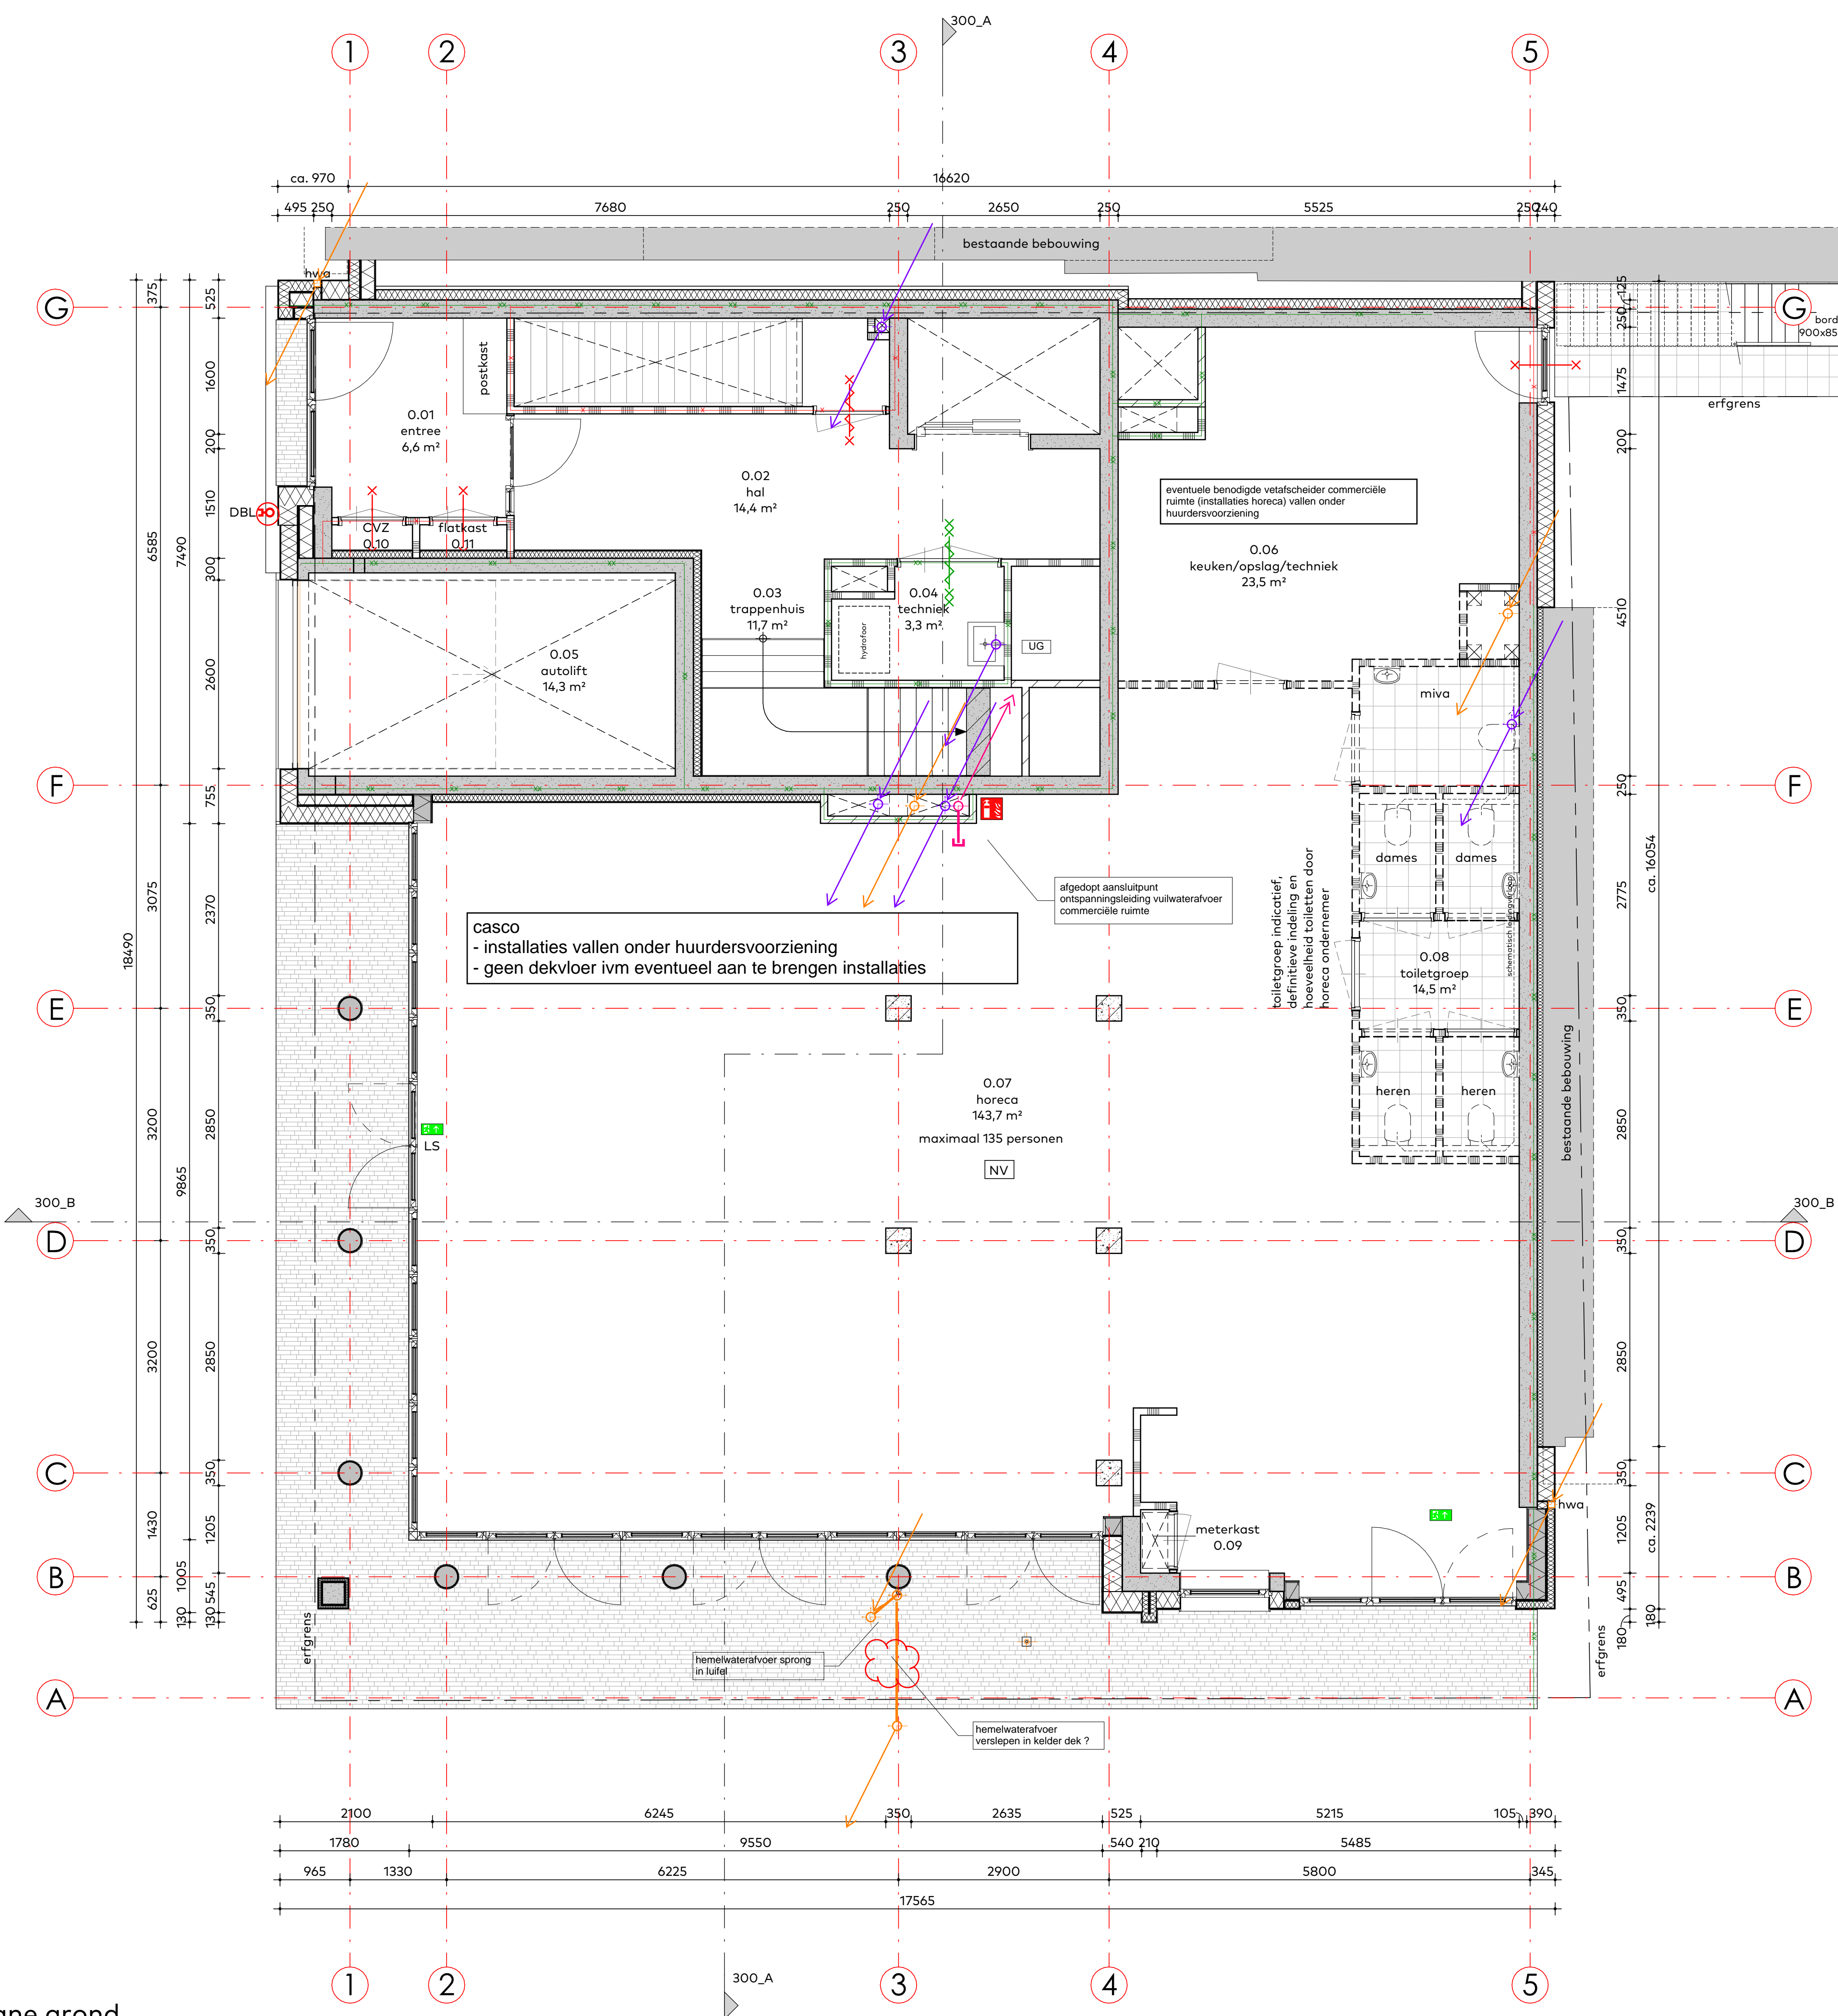 300_A
1
2
3
4
5
ca. 970
16620
495
250
7680
250
2650
250
5525
250
240
bestaande bebouwing
hwa
G
G
375
525
125
250
900x85
erfgrens
postkast
1600
1475
0.01
entree
6,6 m²
200
200
0.02
hal
14,4 m²
eventuele benodigde vetafscheider commerciële
ruimte (installaties horeca) vallen onder
huurdersvoorziening
DBL
1510
CVZ
0.10
flatkast
0.11
6585
7490
300
0.06
keuken/opslag/techniek
23,5 m²
0.03
trappenhuis
11,7 m²
0.04
techniek
3,3 m²
hydrofoor
UG
4510
0.05
autolift
14,3 m²
2600
miva
F
F
755
250
dames
dames
afgedopt aansluitpunt
ontspanningsleiding vuilwaterafvoer
commerciële ruimte
3075
2370
2775
ca. 16054
18490
casco
- installaties vallen onder huurdersvoorziening
- geen dekvloer ivm eventueel aan te brengen installaties
toiletgroep indicatief,
definitieve indeling en
hoeveelheid toiletten door
horeca ondernemer
schematisch leidingverloop
0.08
toiletgroep
14,5 m²
E
E
350
350
bestaande bebouwing
0.07
horeca
143,7 m²
maximaal 135 personen
NV
heren
heren
LS
3200
2850
2850
9865
300_B
300_B
D
D
350
350
3200
2850
2850
C
C
350
350
hwa
meterkast
0.09
1430
1205
1205
ca. 2239
B
B
1005
545
495
625
130
130
180
180
erfgrens
erfgrens
hemelwaterafvoer sprong
in luifel
A
A
hemelwaterafvoer
verslepen in kelder dek ?
2100
6245
350
2635
525
5215
105
390
1780
9550
540
210
5485
965
1330
6225
2900
5800
345
17565
300_A
1
2
3
4
5